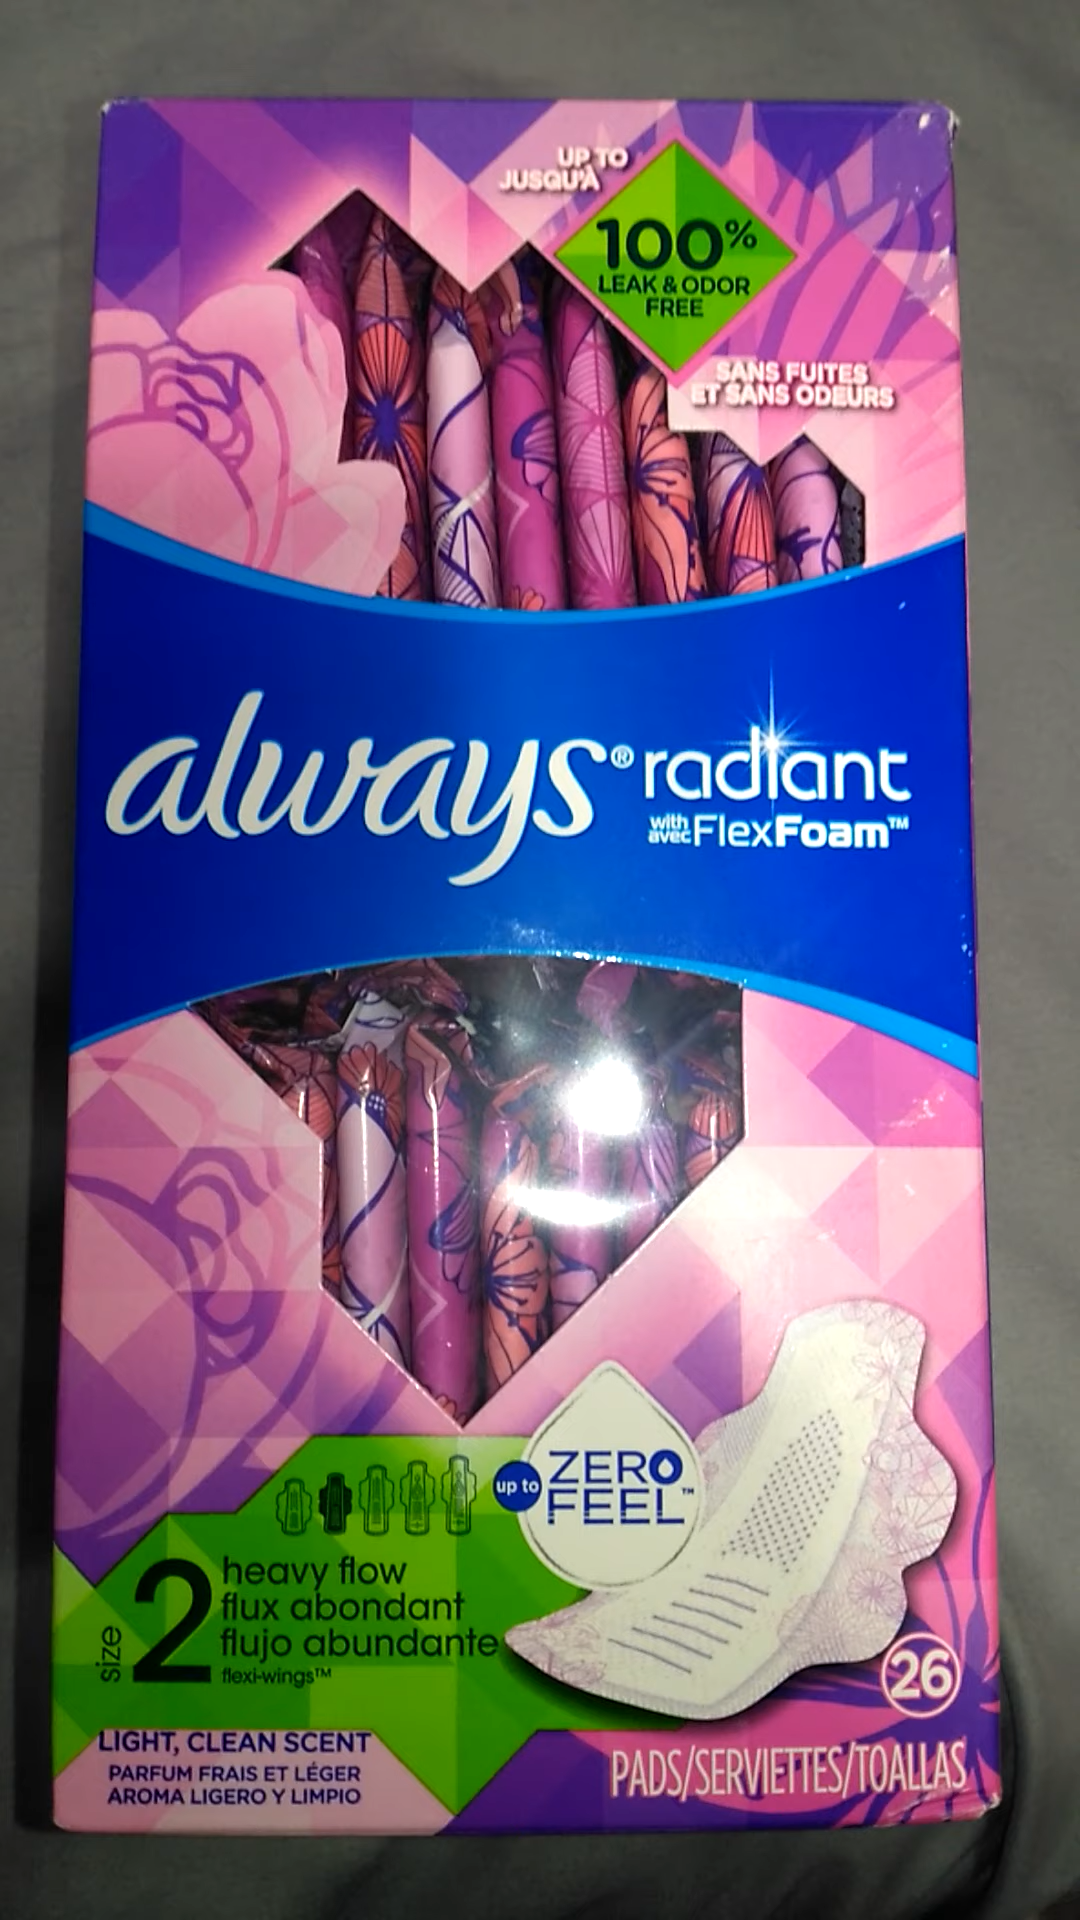 UP TO
JUSQU'À
100%
LEAK & ODOR
FREE
SANS FUITES
ET SANS ODEURS
always® radiant
with
avec FlexFoam™
up to ZERO
FEEL™
size 2
heavy flow
flux abondant
flujo abundante
flexi-wings™
26
LIGHT, CLEAN SCENT
PARFUM FRAIS ET LÉGER
AROMA LIGERO Y LIMPIO
PADS/SERVIETTES/TOALLAS